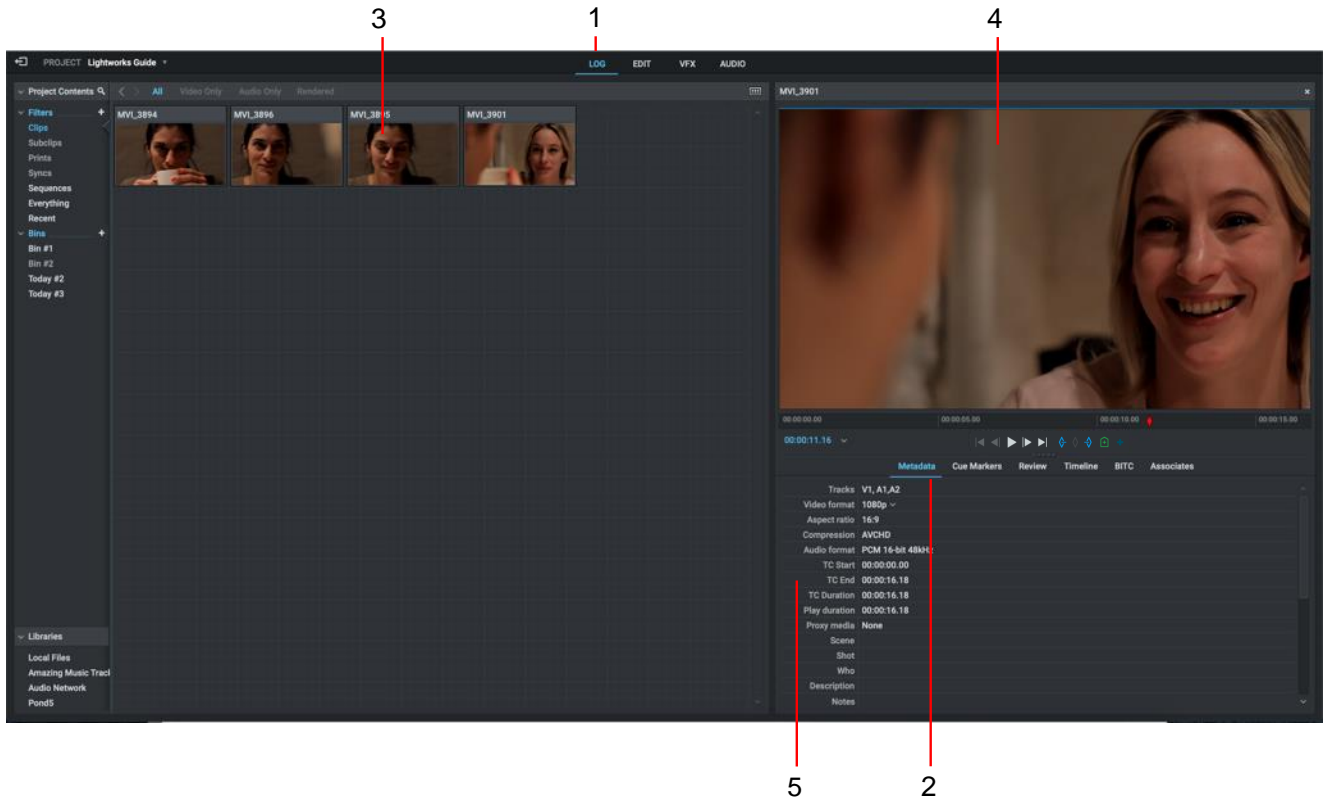 3
1
4
PROJECT Lightworks Guide
LOG EDIT VFX AUDIO
Project Contents
All Video Only Audio Only Rendered
MVI_3901
Filters +
Clips
Subclips
Prints
Syncs
Sequences
Everything
Recent
Bins +
Bin #1
Bin #2
Today #2
Today #3
MVI_3894 MVI_3896 MVI_3895 MVI_3901
00:00:00.00 00:00:05.00 00:00:10.00 00:00:15.00
00:00:11.16
Metadata Cue Markers Review Timeline BITC Associates
Tracks V1, A1,A2
Video format 1080p
Aspect ratio 16:9
Compression AVCHD
Audio format PCM 16-bit 48kHz
TC Start 00:00:00.00
TC End 00:00:16.18
TC Duration 00:00:16.18
Play duration 00:00:16.18
Proxy media None
Scene
Shot
Who
Description
Notes
Libraries
Local Files
Amazing Music Tracl
Audio Network
Pond5
5
2